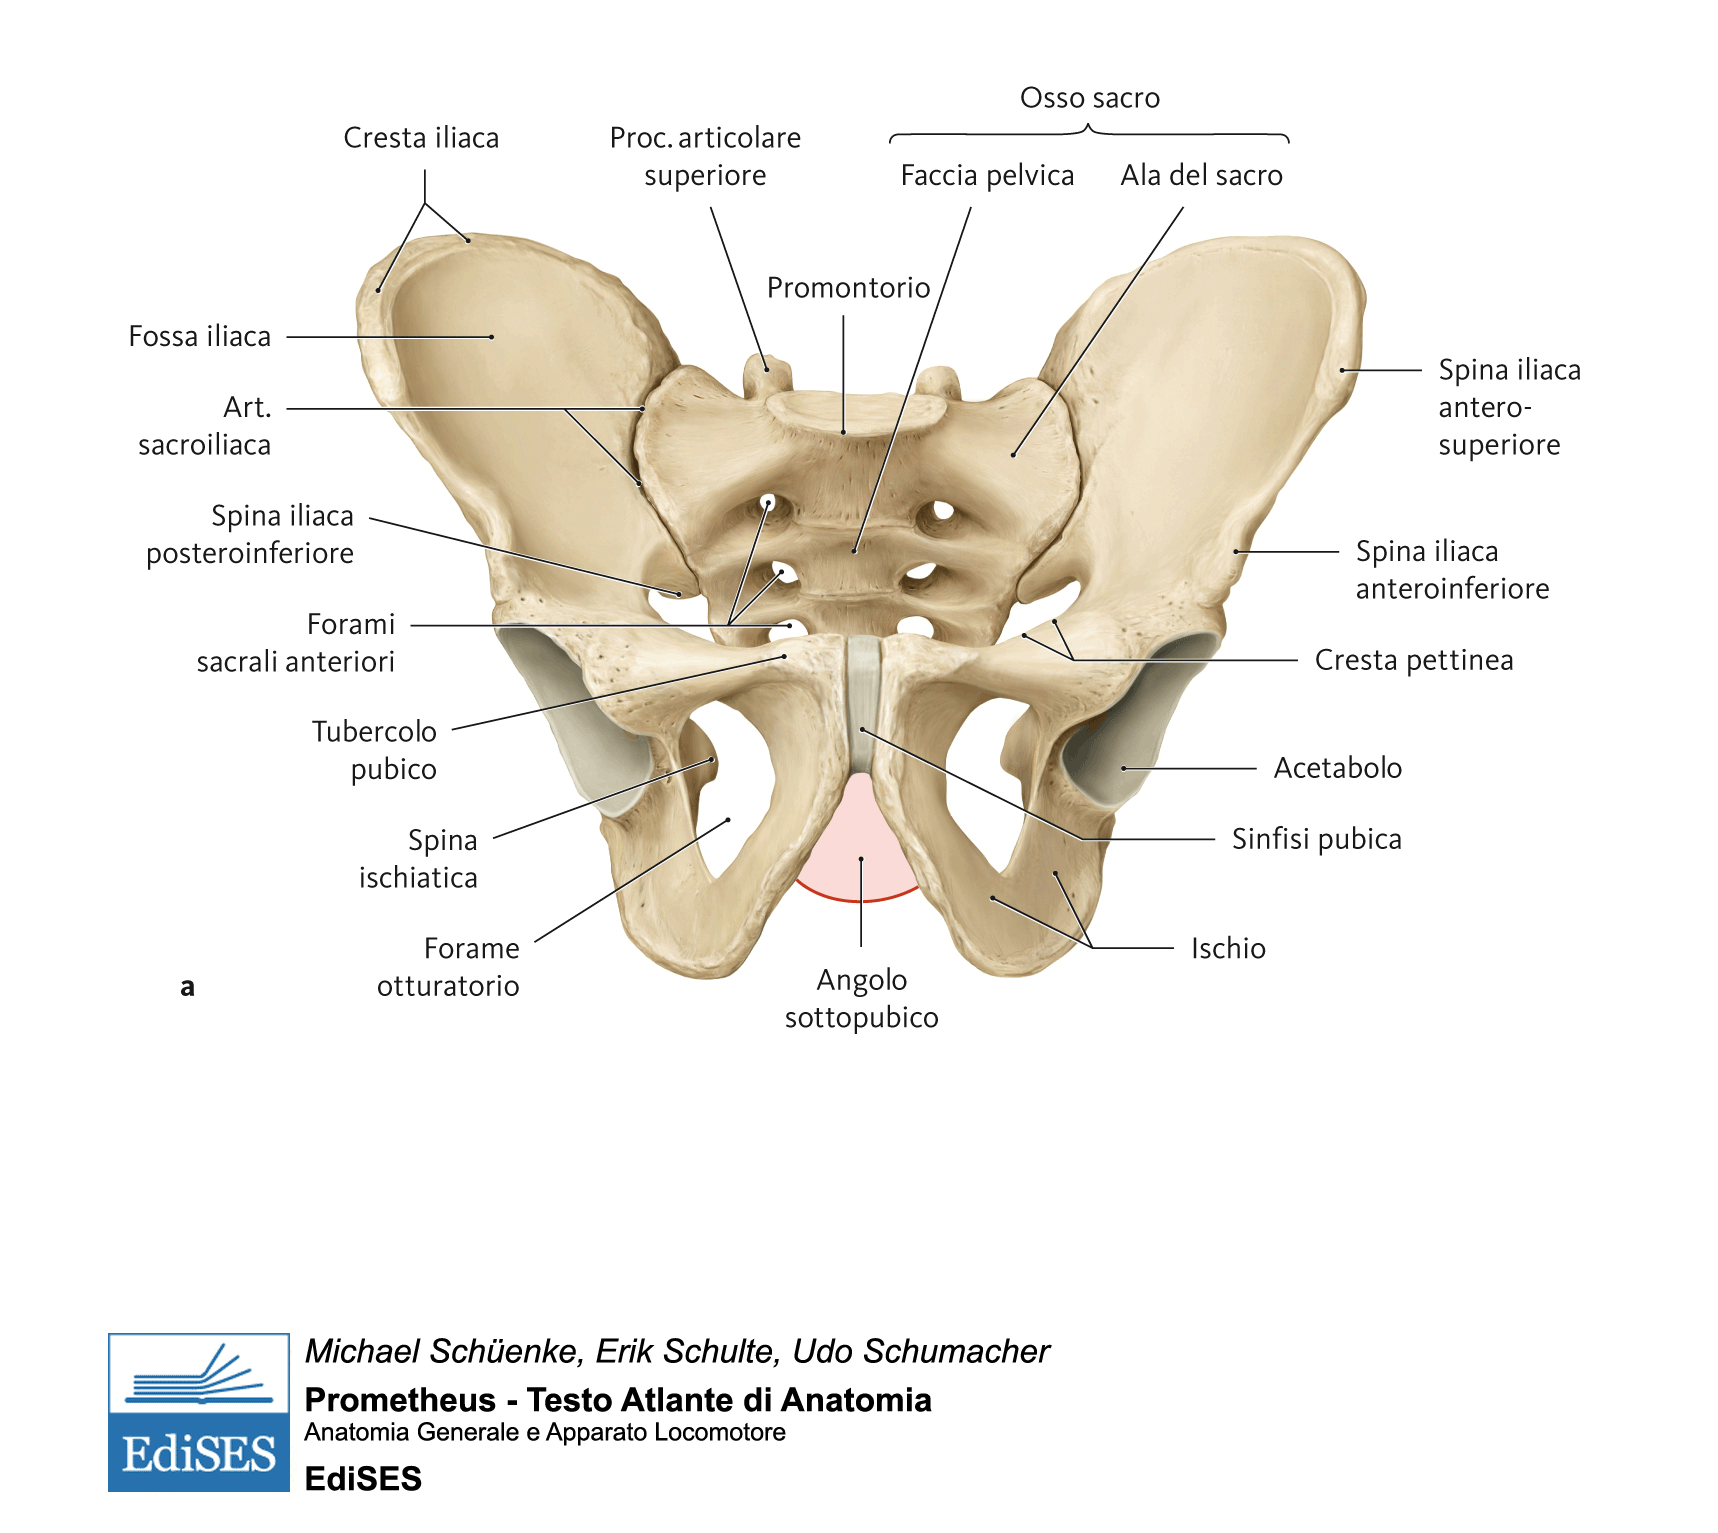 Osso sacro
Cresta iliaca
Proc. articolare
superiore
Faccia pelvica
Ala del sacro
Promontorio
Fossa iliaca
Art.
sacroiliaca
Spina iliaca
antero-
superiore
Spina iliaca
posteroinferiore
Spina iliaca
anteroinferiore
Forami
sacrali anteriori
Cresta pettinea
Tubercolo
pubico
Acetabolo
Spina
ischiatica
Sinfisi pubica
Forame
otturatorio
Ischio
Angolo
sottopubico
a
Michael Schüenke, Erik Schulte, Udo Schumacher
Prometheus - Testo Atlante di Anatomia
Anatomia Generale e Apparato Locomotore
EdiSES
EdiSES